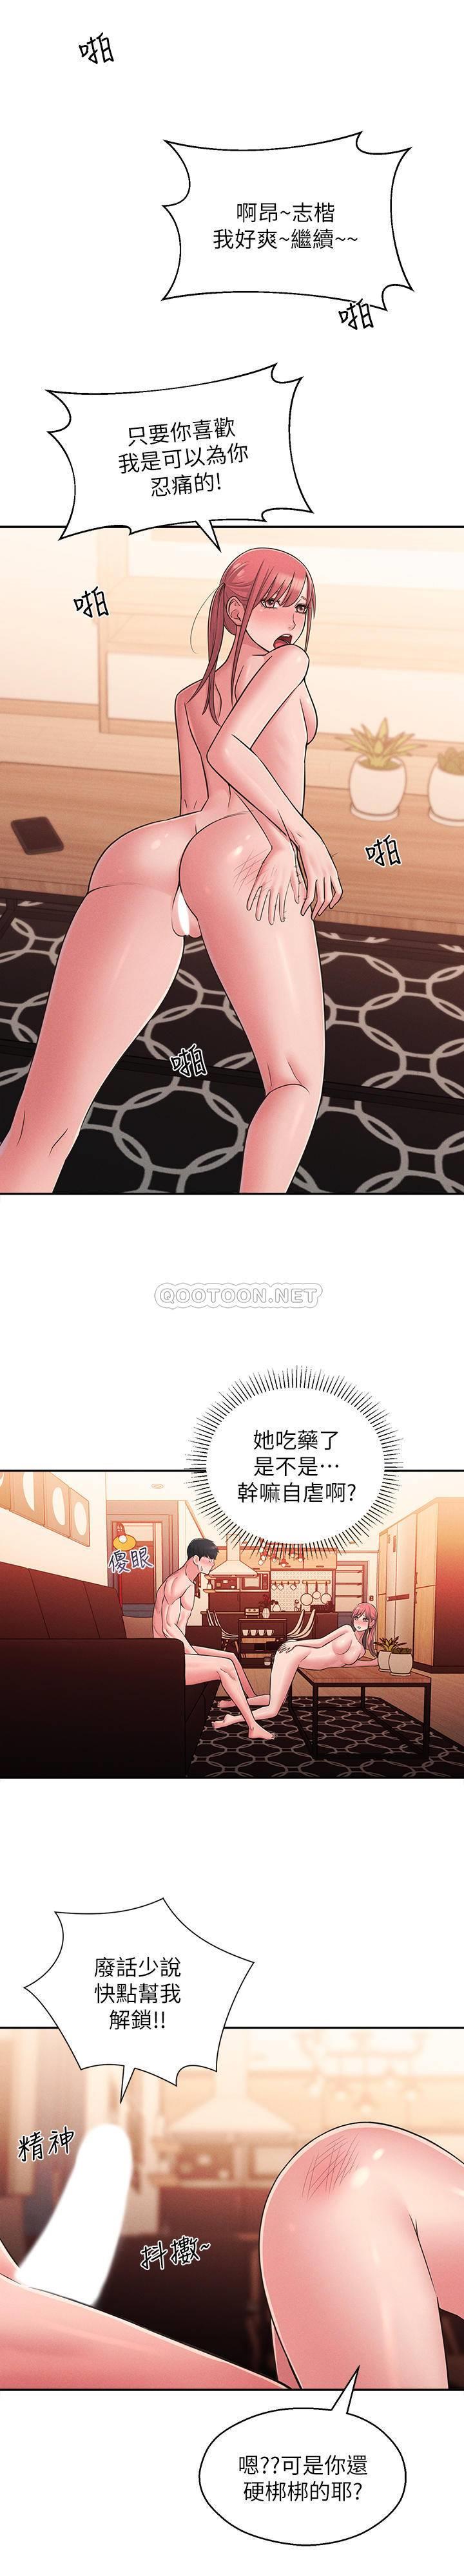 啪
啊昂~志楷
我好爽~繼續~~
啪
只要你喜歡
我是可以為你
忍痛的!
啪
啪
啪
QOOTOON.NET
她吃藥了
是不是…
幹嘛自虐啊?
傻眼
廢話少說
快點幫我
解鎖!!
精神
抖擻~
嗯??可是你還
硬梆梆的耶?